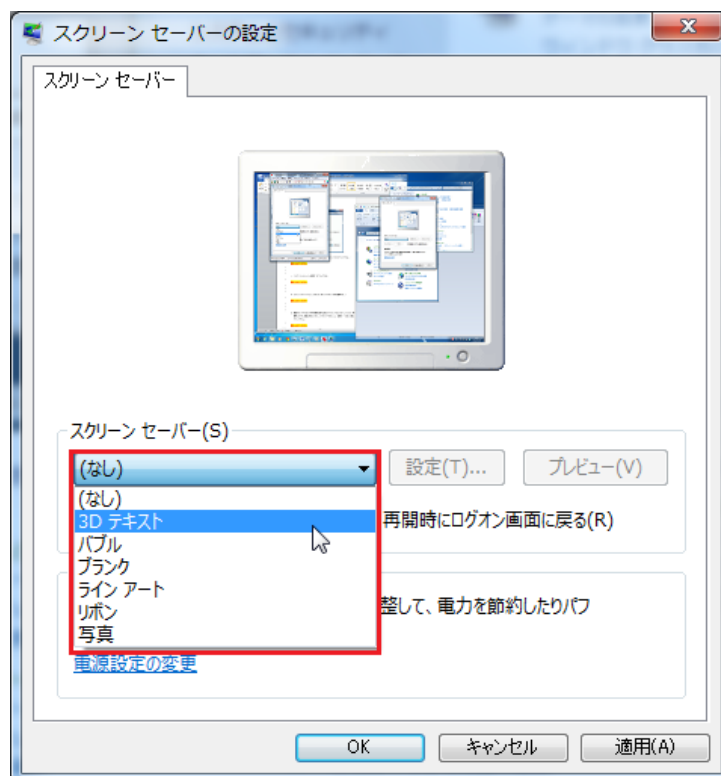 スクリーン セーバーの設定
スクリーン セーバー
スクリーン セーバー(S)
(なし)
設定(T)...
プレビュー(V)
(なし)
3D テキスト
再開時にログオン画面に戻る(R)
バブル
ブランク
ライン アート
整して、電力を節約したりパフ
リボン
写真
電源設定の変更
OK
キャンセル
適用(A)